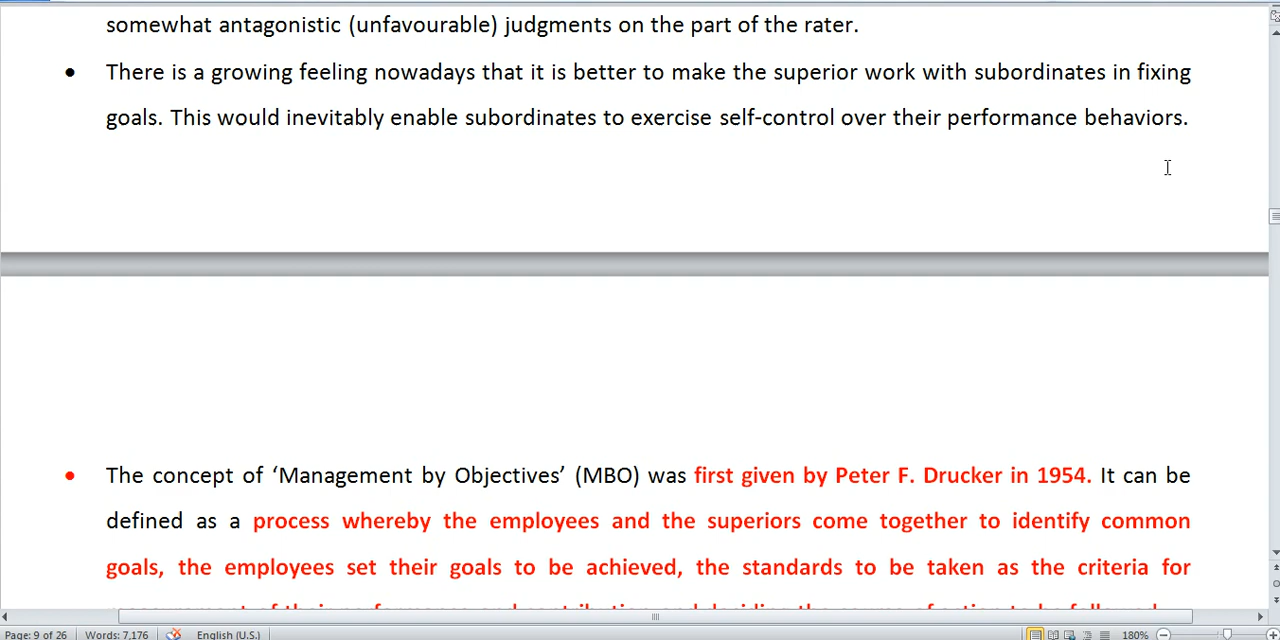 somewhat antagonistic (unfavourable) judgments on the part of the rater.
• There is a growing feeling nowadays that it is better to make the superior work with subordinates in fixing
goals. This would inevitably enable subordinates to exercise self-control over their performance behaviors.
• The concept of ‘Management by Objectives’ (MBO) was first given by Peter F. Drucker in 1954. It can be
defined as a process whereby the employees and the superiors come together to identify common
goals, the employees set their goals to be achieved, the standards to be taken as the criteria for
Page: 9 of 26 Words: 7,176 English (U.S.) 180%